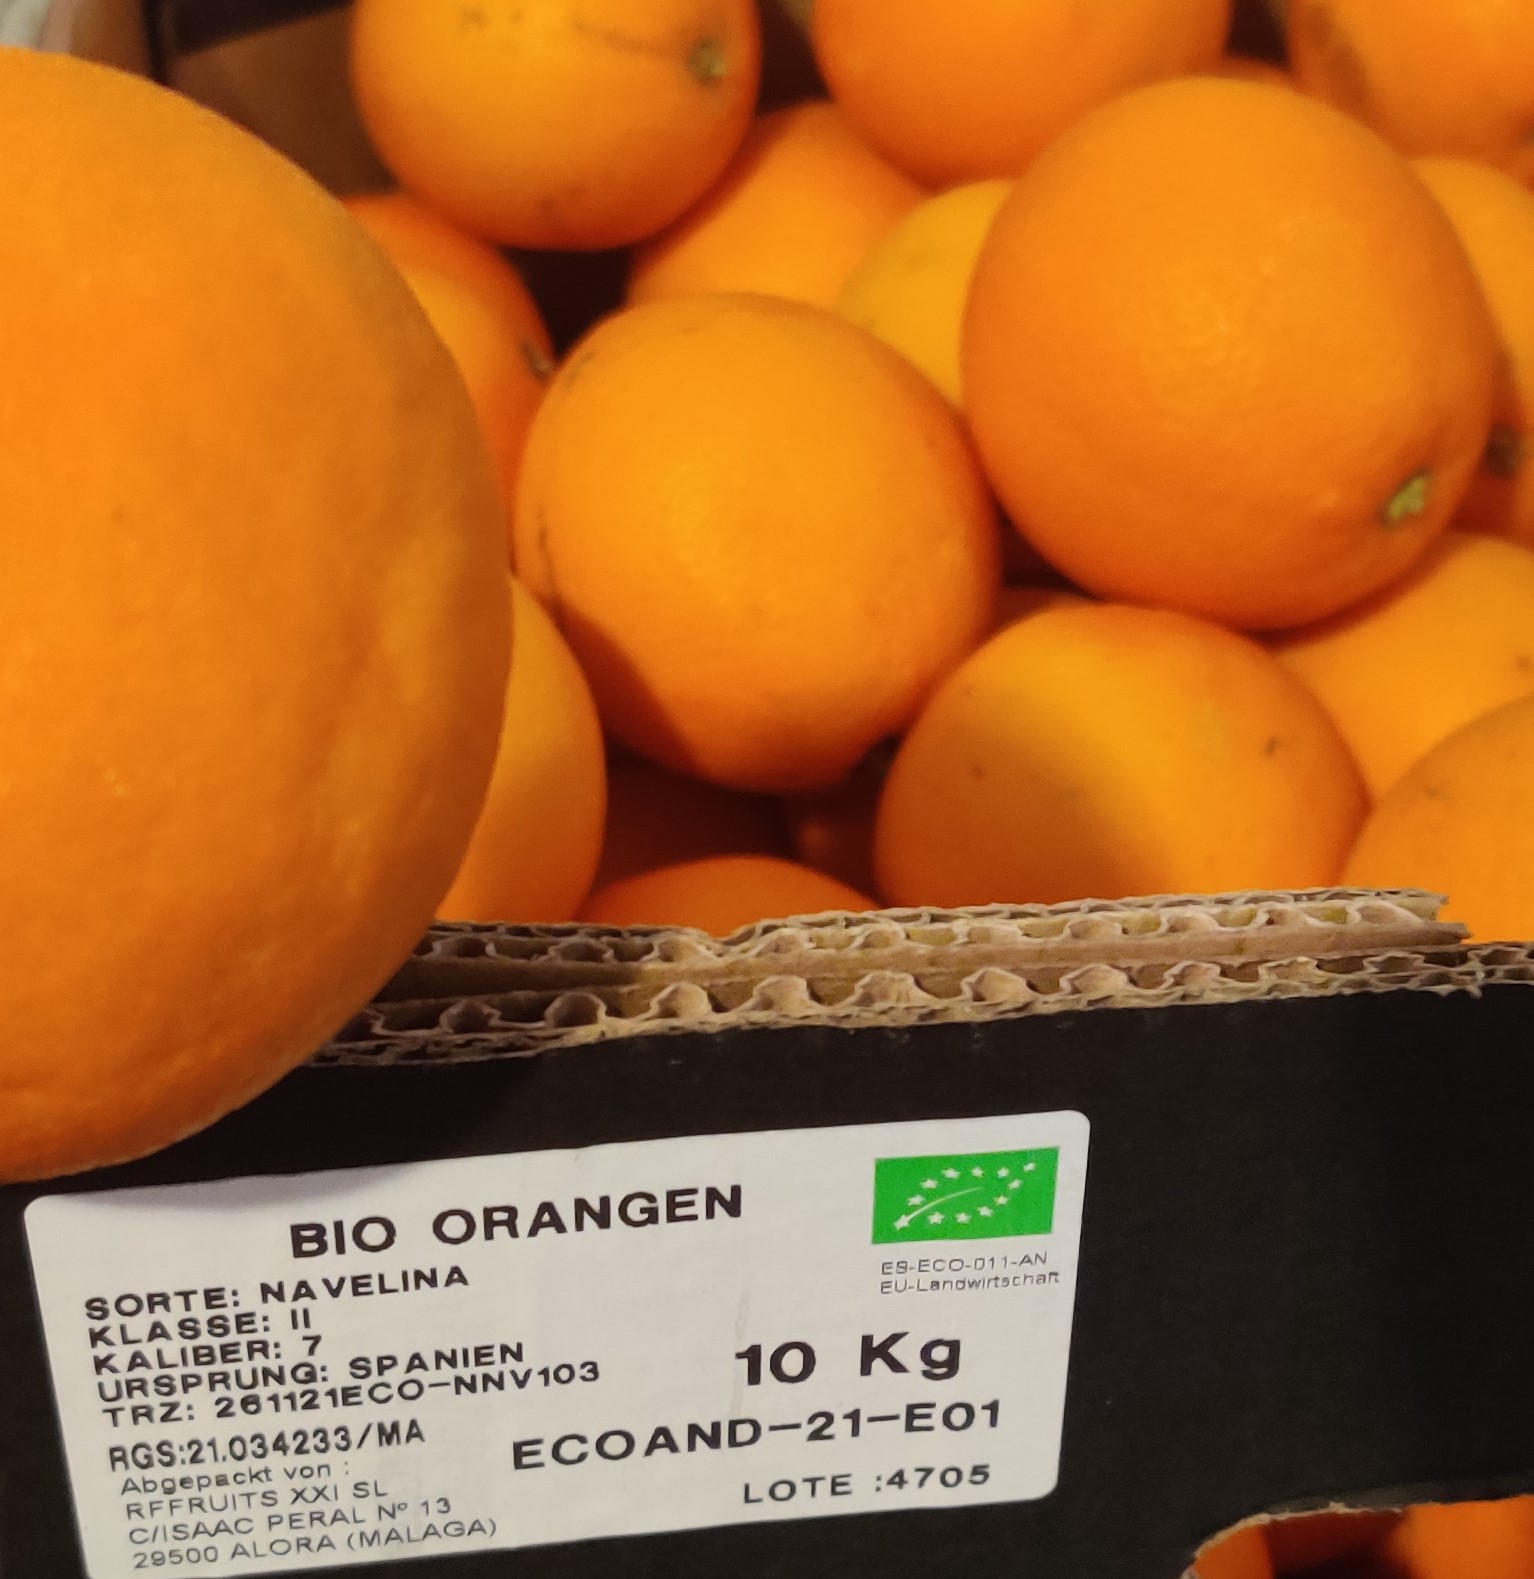 BIO ORANGEN
SORTE: NAVELINA
KLASSE: II
KALIBER: 7
URSPRUNG: SPANIEN
TRZ: 261121ECO-NNV103
RGS:21.034233/MA
Abgepackt von :
RFFRUITS XXI SL
C/ISAAC PERAL Nº 13
29500 ALORA (MALAGA)
ES-ECO-011-AN
EU-Landwirtschaft
10 Kg
ECOAND-21-E01
LOTE :4705